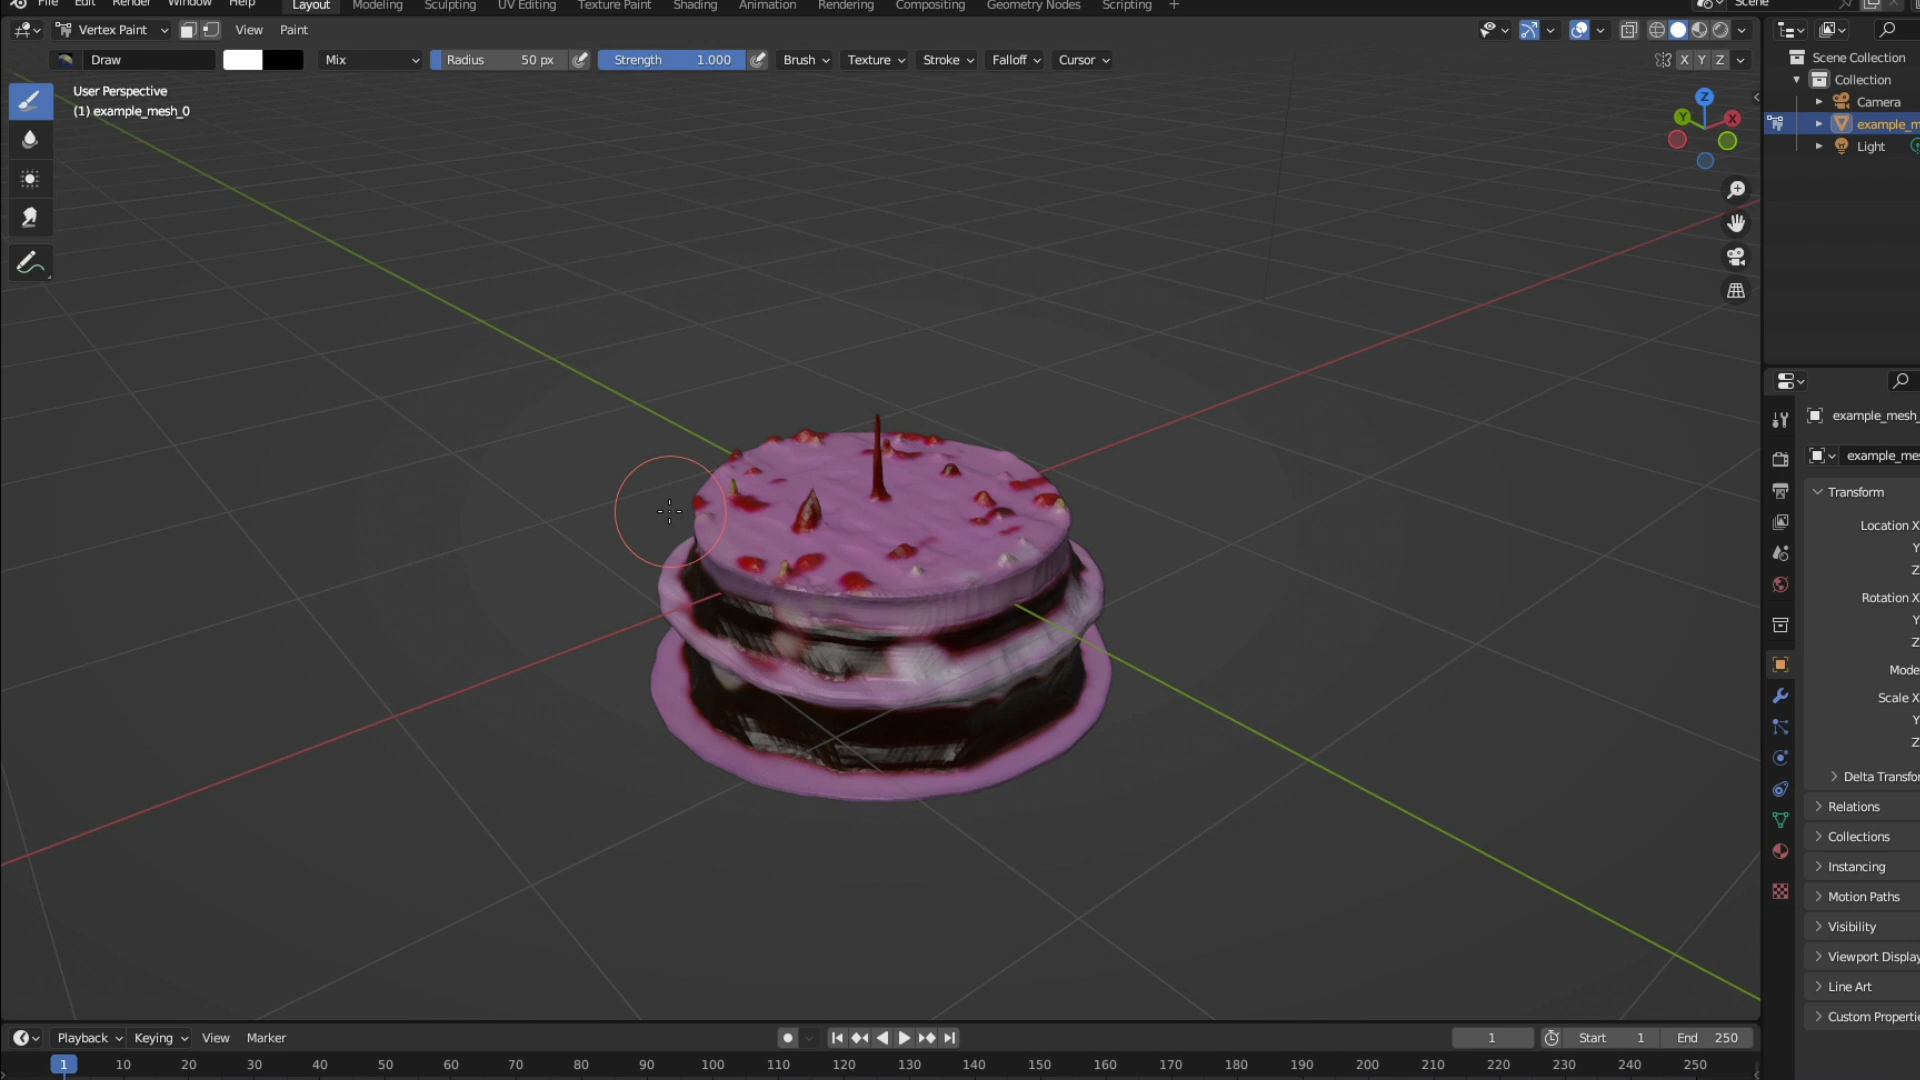 File Edit Render Window Help Layout Modeling Sculpting UV Editing Texture Paint Shading Animation Rendering Compositing Geometry Nodes Scripting + Scene
Vertex Paint View Paint
Draw Mix Radius 50 px Strength 1.000 Brush Texture Stroke Falloff Cursor X Y Z
User Perspective
(1) example_mesh_0
Z
Y X
Scene Collection
Collection
Camera
example_m
Light
example_mesh_
example_mes
Transform
Location X
Y
Z
Rotation X
Y
Z
Mode
Scale X
Y
Z
Delta Transfo
Relations
Collections
Instancing
Motion Paths
Visibility
Viewport Display
Line Art
Custom Propertie
Playback Keying View Marker 1 Start 1 End 250
1 10 20 30 40 50 60 70 80 90 100 110 120 130 140 150 160 170 180 190 200 210 220 230 240 250